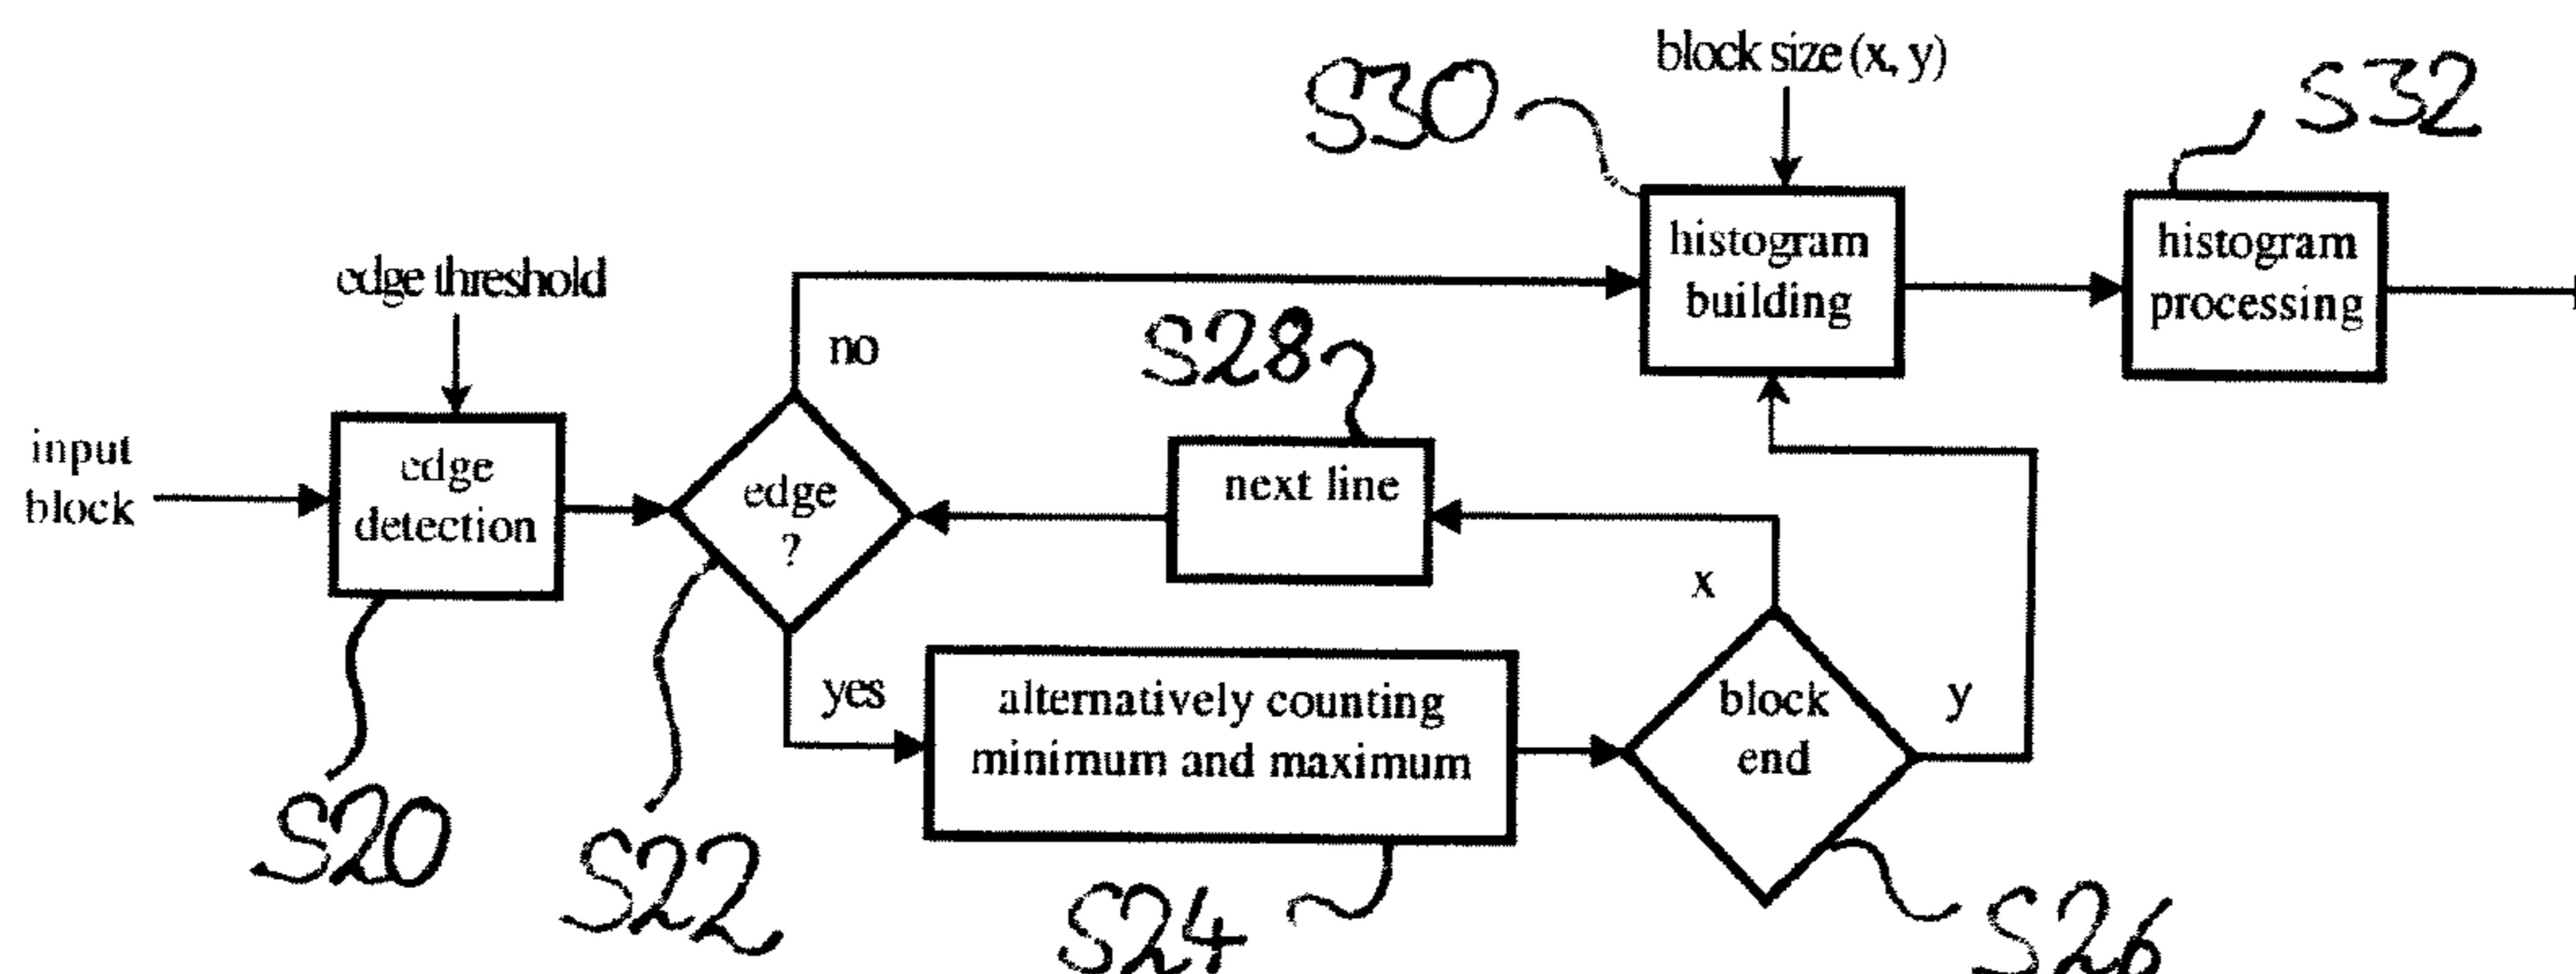 block size (x, y)
S30
S32
histogram
building
histogram
processing
edge threshold
no
S28
input
block
edge
detection
edge
?
next line
x
yes
alternatively counting
minimum and maximum
block
end
y
S20
S22
S24
S26